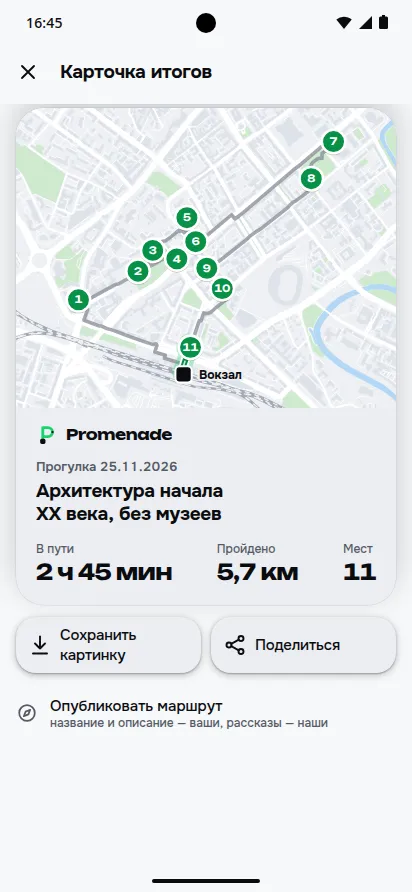 16:45
Карточка итогов
7
8
5
6
3
4
2
9
10
1
11
Вокзал
Promenade
Прогулка 25.11.2026
Архитектура начала
XX века, без музеев
В пути
Пройдено
Мест
2 ч 45 мин
5,7 км
11
Сохранить
картинку
Поделиться
Опубликовать маршрут
название и описание — ваши, рассказы — наши